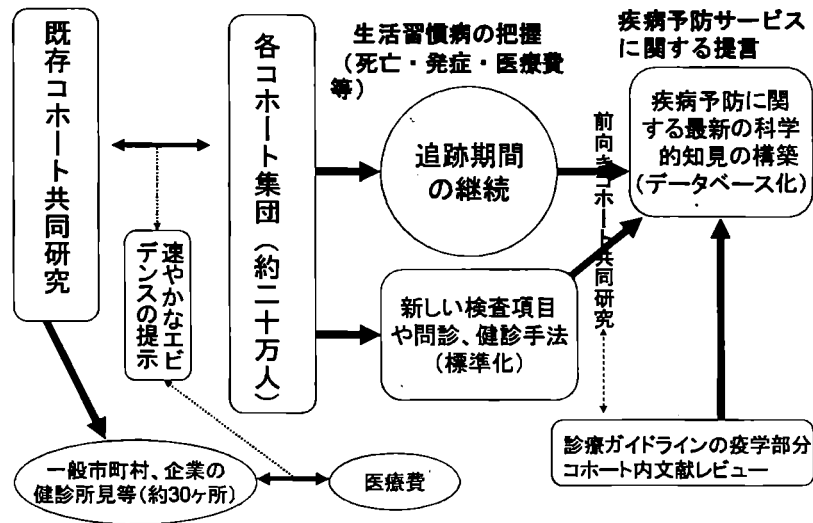 既存コホート共同研究
速やかなエビ
デンスの提示
一般市町村、企業の
健診所見等(約30ヶ所)
医療費
各コホート集団（約二十万人）
生活習慣病の把握
（死亡・発症・医療費
等）
追跡期間
の継続
新しい検査項目
や問診、健診手法
(標準化)
前向きコホート共同研究
疾病予防サービス
に関する提言
疾病予防に関
する最新の科学
的知見の構築
(データベース化)
診療ガイドラインの疫学部分
コホート内文献レビュー